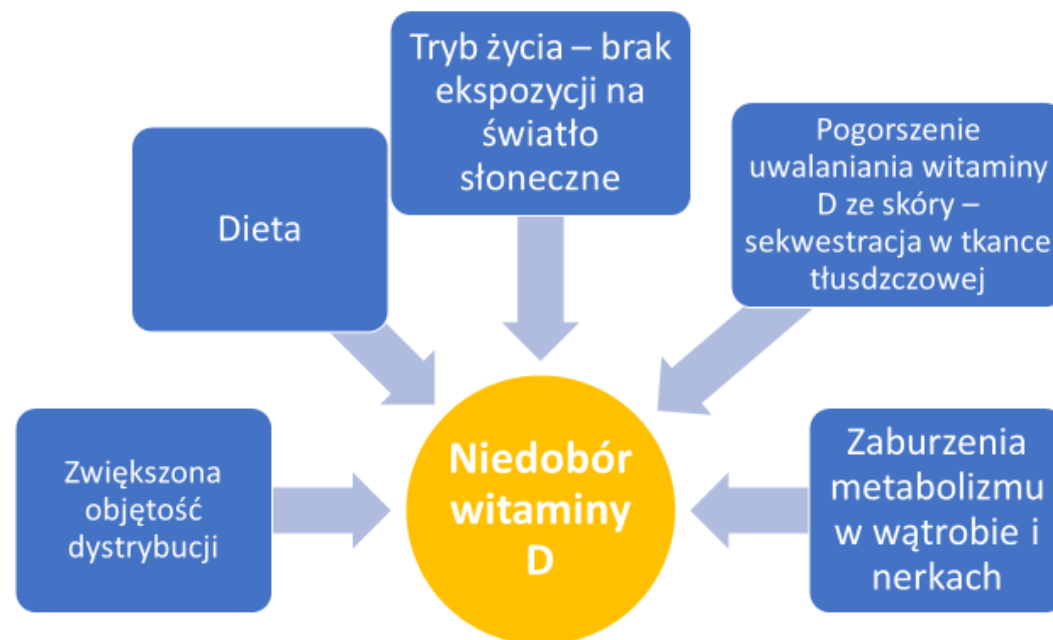 Tryb życia – brak
ekspozycji na
światło
słoneczne
Dieta
Pogorszenie
uwalaniania witaminy
D ze skóry –
sekwestracja w tkance
tłusdzczowej
Zwiększona
objętość
dystrybucji
Niedobór
witaminy
D
Zaburzenia
metabolizmu
w wątrobie i
nerkach